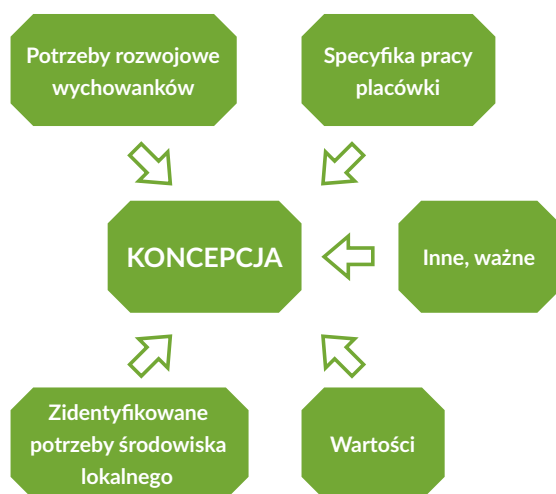 Potrzeby rozwojowe
wychowanków
Specyfika pracy
placówki
KONCEPCJA
Inne, ważne
Zidentyfikowane
potrzeby środowiska
lokalnego
Wartości